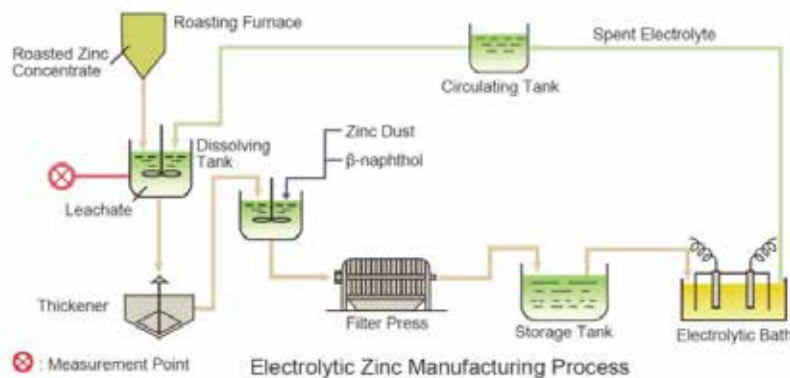 Roasting Furnace
Roasted Zinc
Concentrate
Spent Electrolyte
Circulating Tank
Zinc Dust
β-naphthol
Dissolving
Tank
Leachate
Thickener
Filter Press
Storage Tank
Electrolytic Bath
: Measurement Point
Electrolytic Zinc Manufacturing Process